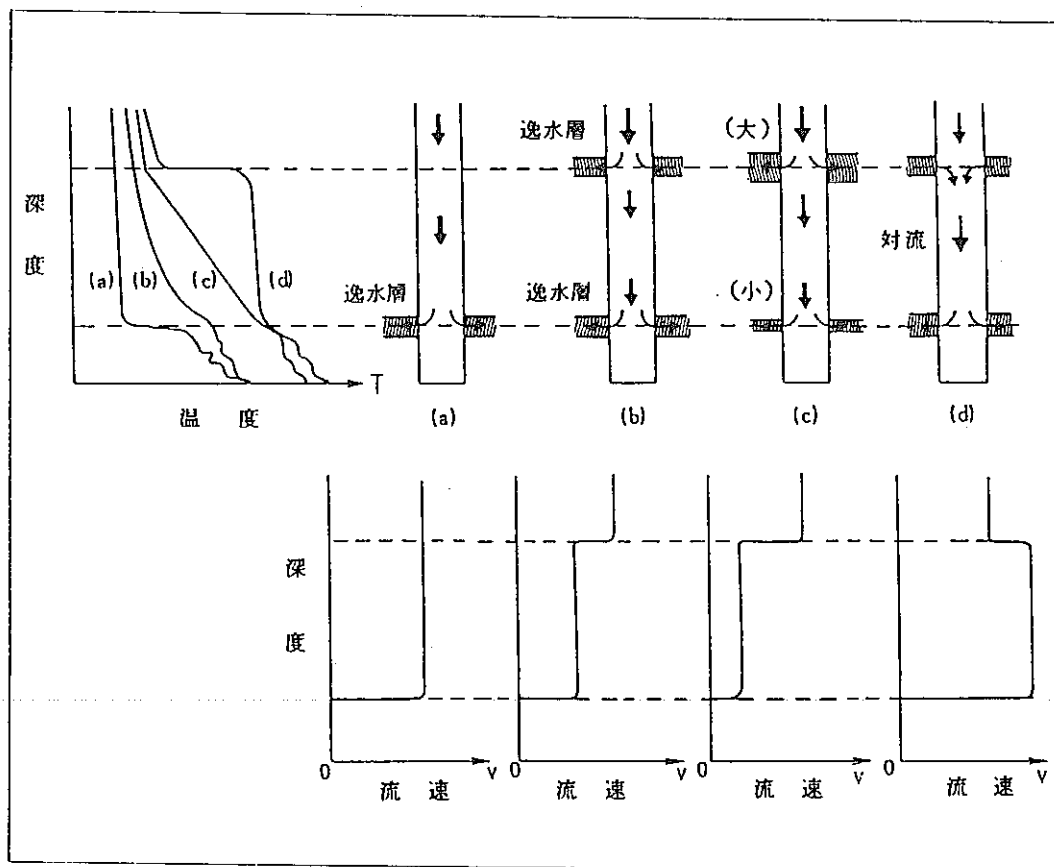 逸水層
(大)
深
度
対流
(a)
(b)
(c)
(d)
逸水層
逸水層
(小)
T
温 度
(a)
(b)
(c)
(d)
深
度
0
v
0
v
0
v
0
v
流 速
流 速
流 速
流 速